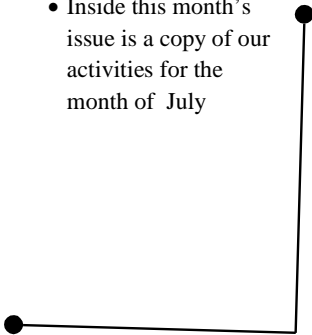 • Inside this month's
issue is a copy of our
activities for the
month of July